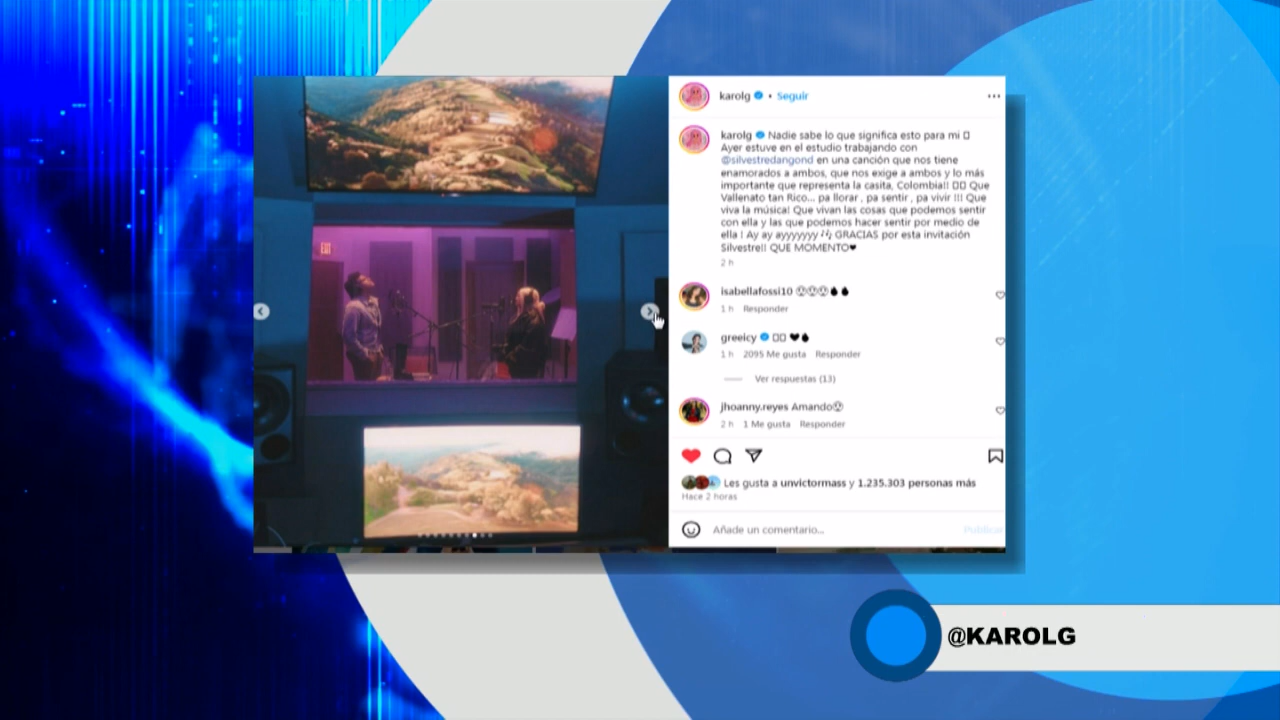 karolg • Seguir
karolg Nadie sabe lo que significa esto para mi
Ayer estuve en el estudio trabajando con
@silvestredangond en una canción que nos tiene
enamorados a ambos, que nos exige a ambos y lo más
importante que representa la casita, Colombia!! Que
Vallenato tan Rico... pa llorar , pa sentir , pa vivir !!! Que
viva la música! Que vivan las cosas que podemos sentir
con ella y las que podemos hacer sentir por medio de
ella ! Ay ay ayyyyyyy 🎶 GRACIAS por esta invitación
Silvestre!! QUE MOMENTO❤
2 h
isabellafossi10
1 h Responder
greeicy
1 h 2095 Me gusta Responder
Ver respuestas (13)
jhoanny.reyes Amando
2 h 1 Me gusta Responder
Les gusta a unvictormass y 1.235.303 personas más
Hace 2 horas
Añade un comentario... Publicar
@KAROLG